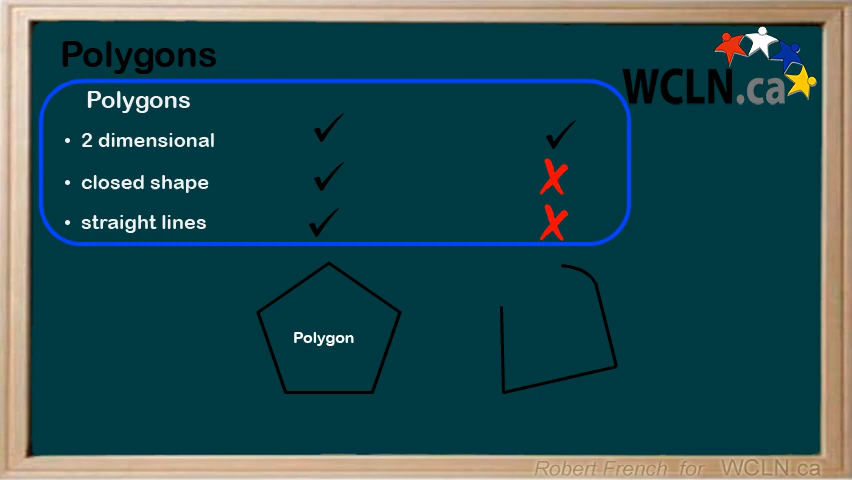 Polygons
WCLN.ca
Polygons
• 2 dimensional
• closed shape
• straight lines
Polygon
Robert French for WCLN.ca